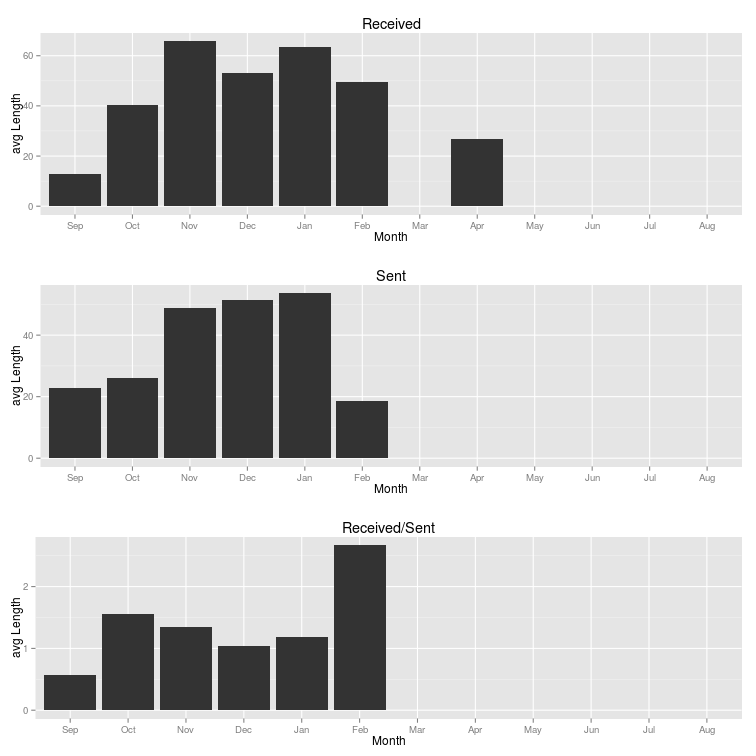 Received
avg Length
60
40
20
0
Sep Oct Nov Dec Jan Feb Mar Apr May Jun Jul Aug
Month
Sent
avg Length
40
20
0
Sep Oct Nov Dec Jan Feb Mar Apr May Jun Jul Aug
Month
Received/Sent
avg Length
2
1
0
Sep Oct Nov Dec Jan Feb Mar Apr May Jun Jul Aug
Month